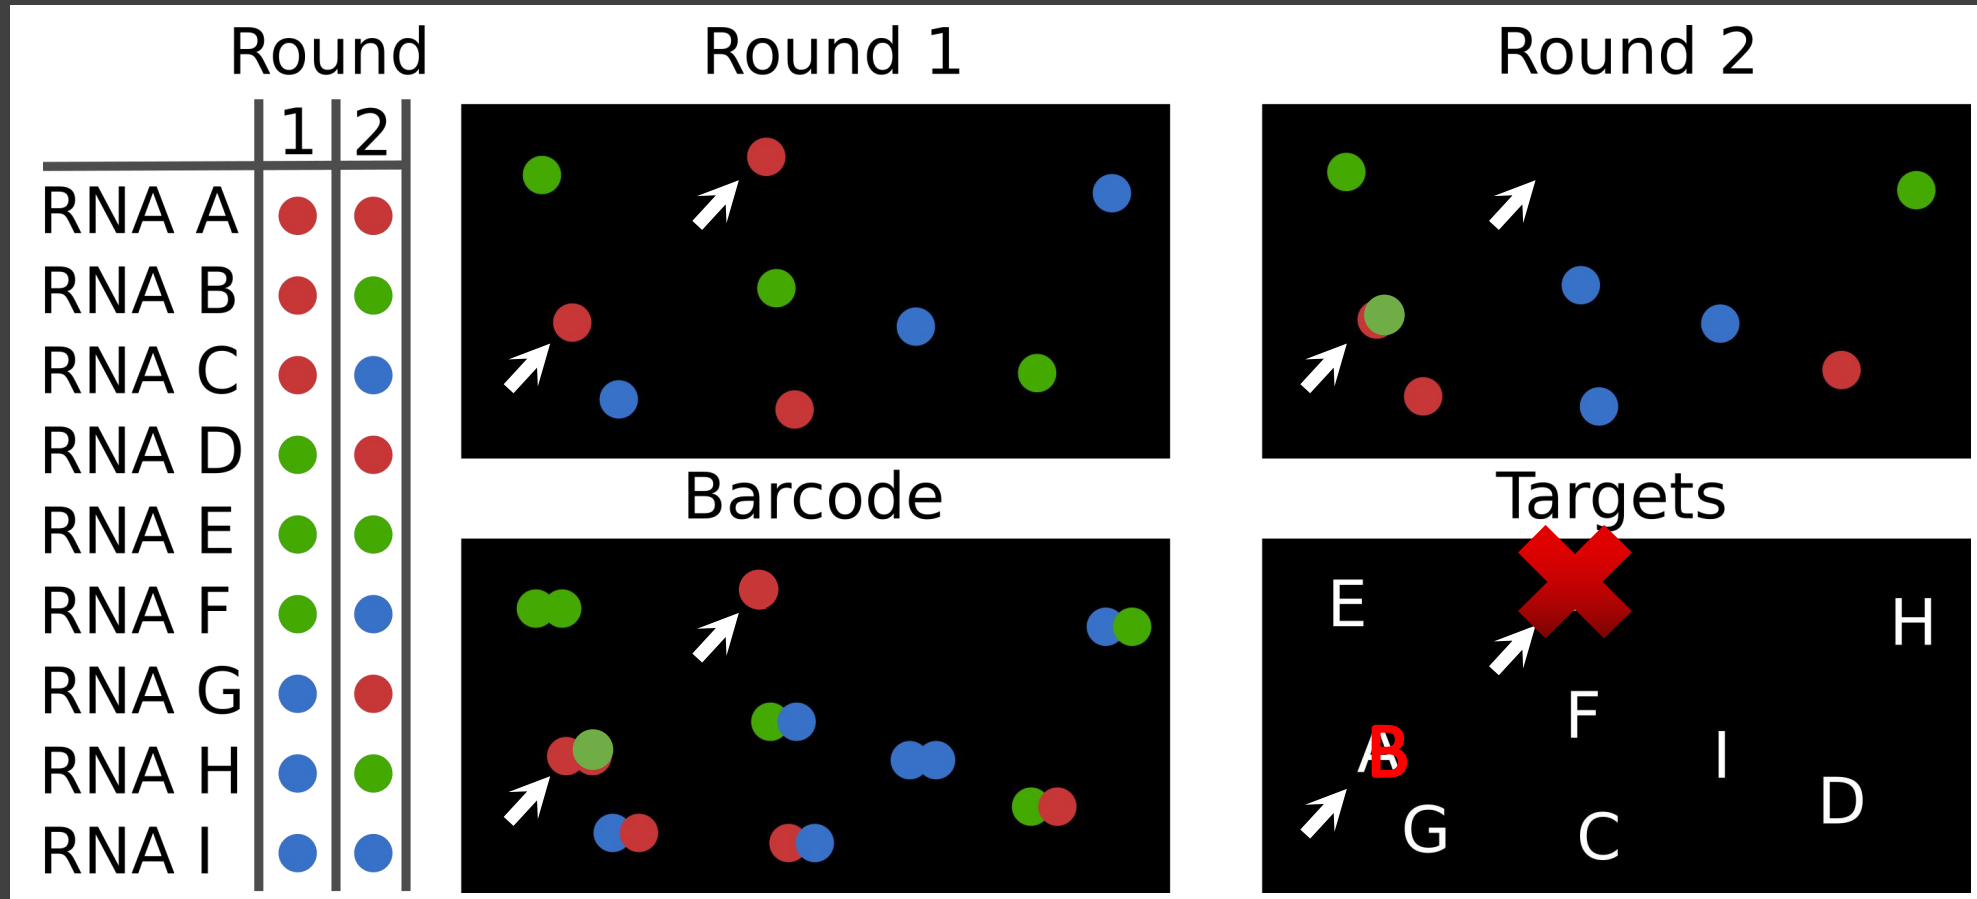 Round
1 2
RNA A
RNA B
RNA C
RNA D
RNA E
RNA F
RNA G
RNA H
RNA I
Round 1
Round 2
Barcode
Targets
E
H
F
A B
I
D
G
C